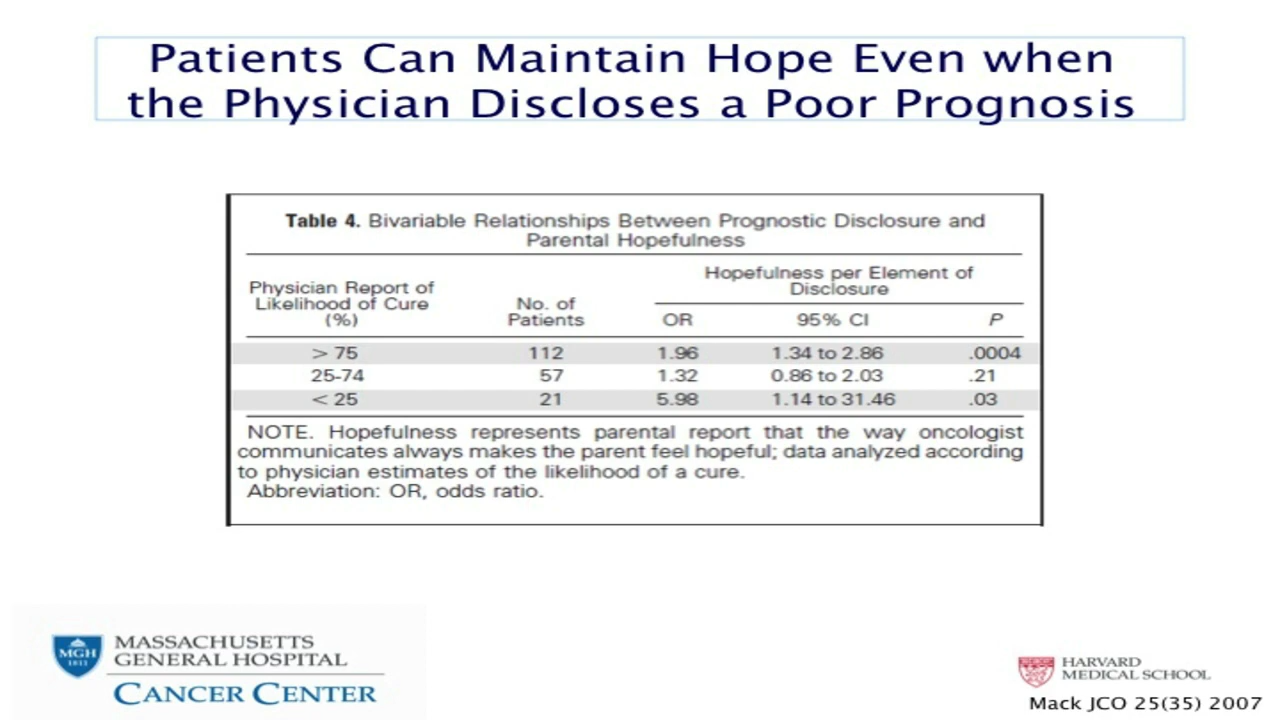 Patients Can Maintain Hope Even when
the Physician Discloses a Poor Prognosis
Table 4. Bivariable Relationships Between Prognostic Disclosure and
Parental Hopefulness
Hopefulness per Element of
Disclosure
Physician Report of
Likelihood of Cure
(%)
No. of
Patients
OR 95% CI P
> 75 112 1.96 1.34 to 2.86 .0004
25-74 57 1.32 0.86 to 2.03 .21
< 25 21 5.98 1.14 to 31.46 .03
NOTE. Hopefulness represents parental report that the way oncologist
communicates always makes the parent feel hopeful; data analyzed according
to physician estimates of the likelihood of a cure.
Abbreviation: OR, odds ratio.
MGH
1811
MASSACHUSETTS
GENERAL HOSPITAL
CANCER CENTER
HARVARD
MEDICAL SCHOOL
Mack JCO 25(35) 2007